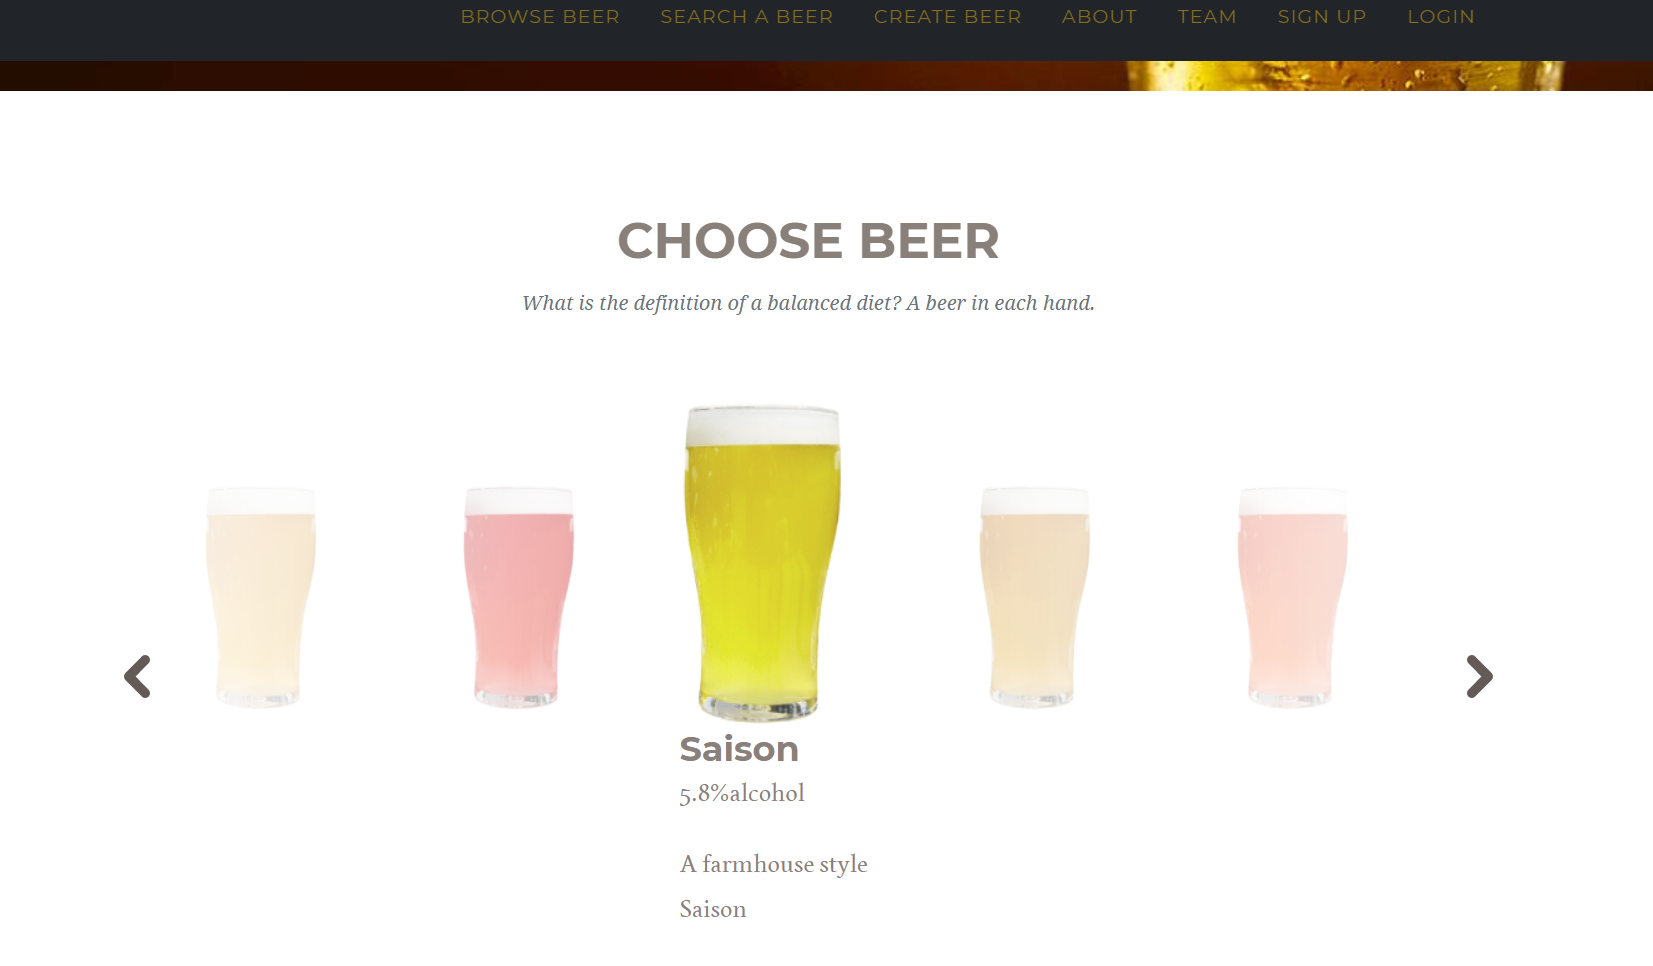 BROWSE BEER SEARCH A BEER CREATE BEER ABOUT TEAM SIGN UP LOGIN
CHOOSE BEER
What is the definition of a balanced diet? A beer in each hand.
Saison
5.8%alcohol
A farmhouse style
Saison